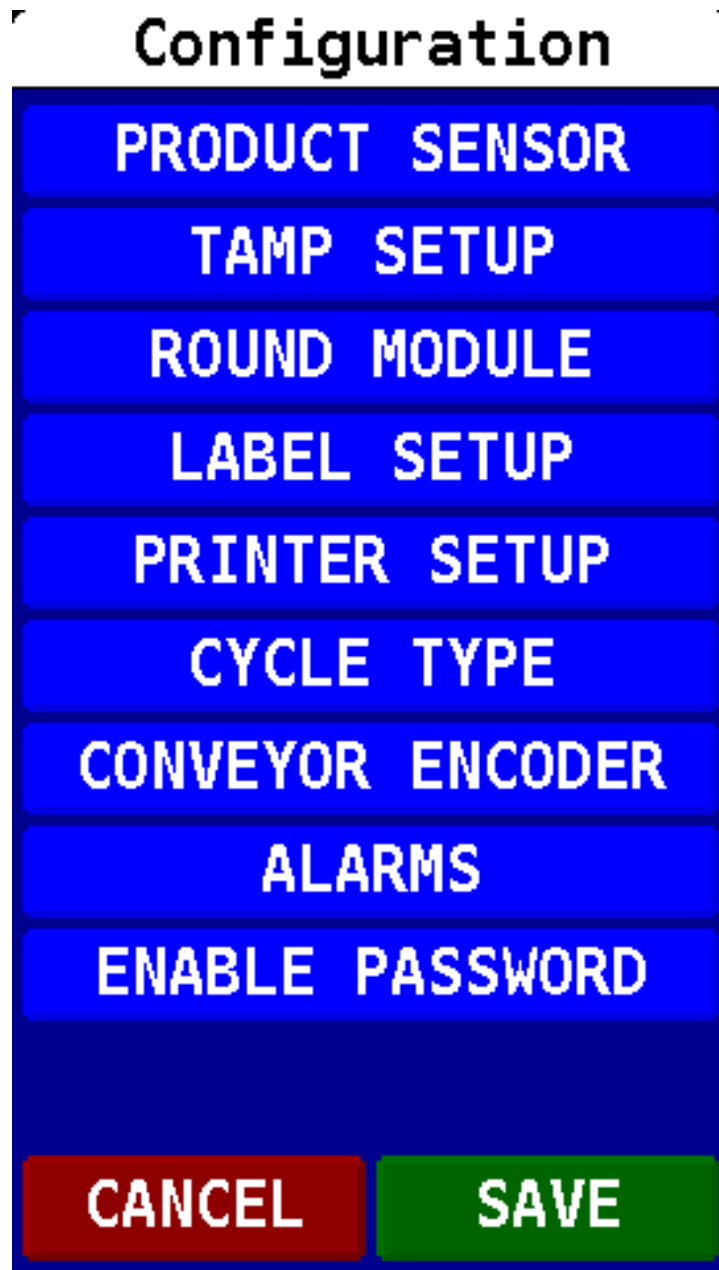 Configuration
PRODUCT SENSOR
TAMP SETUP
ROUND MODULE
LABEL SETUP
PRINTER SETUP
CYCLE TYPE
CONVEYOR ENCODER
ALARMS
ENABLE PASSWORD
CANCEL SAVE